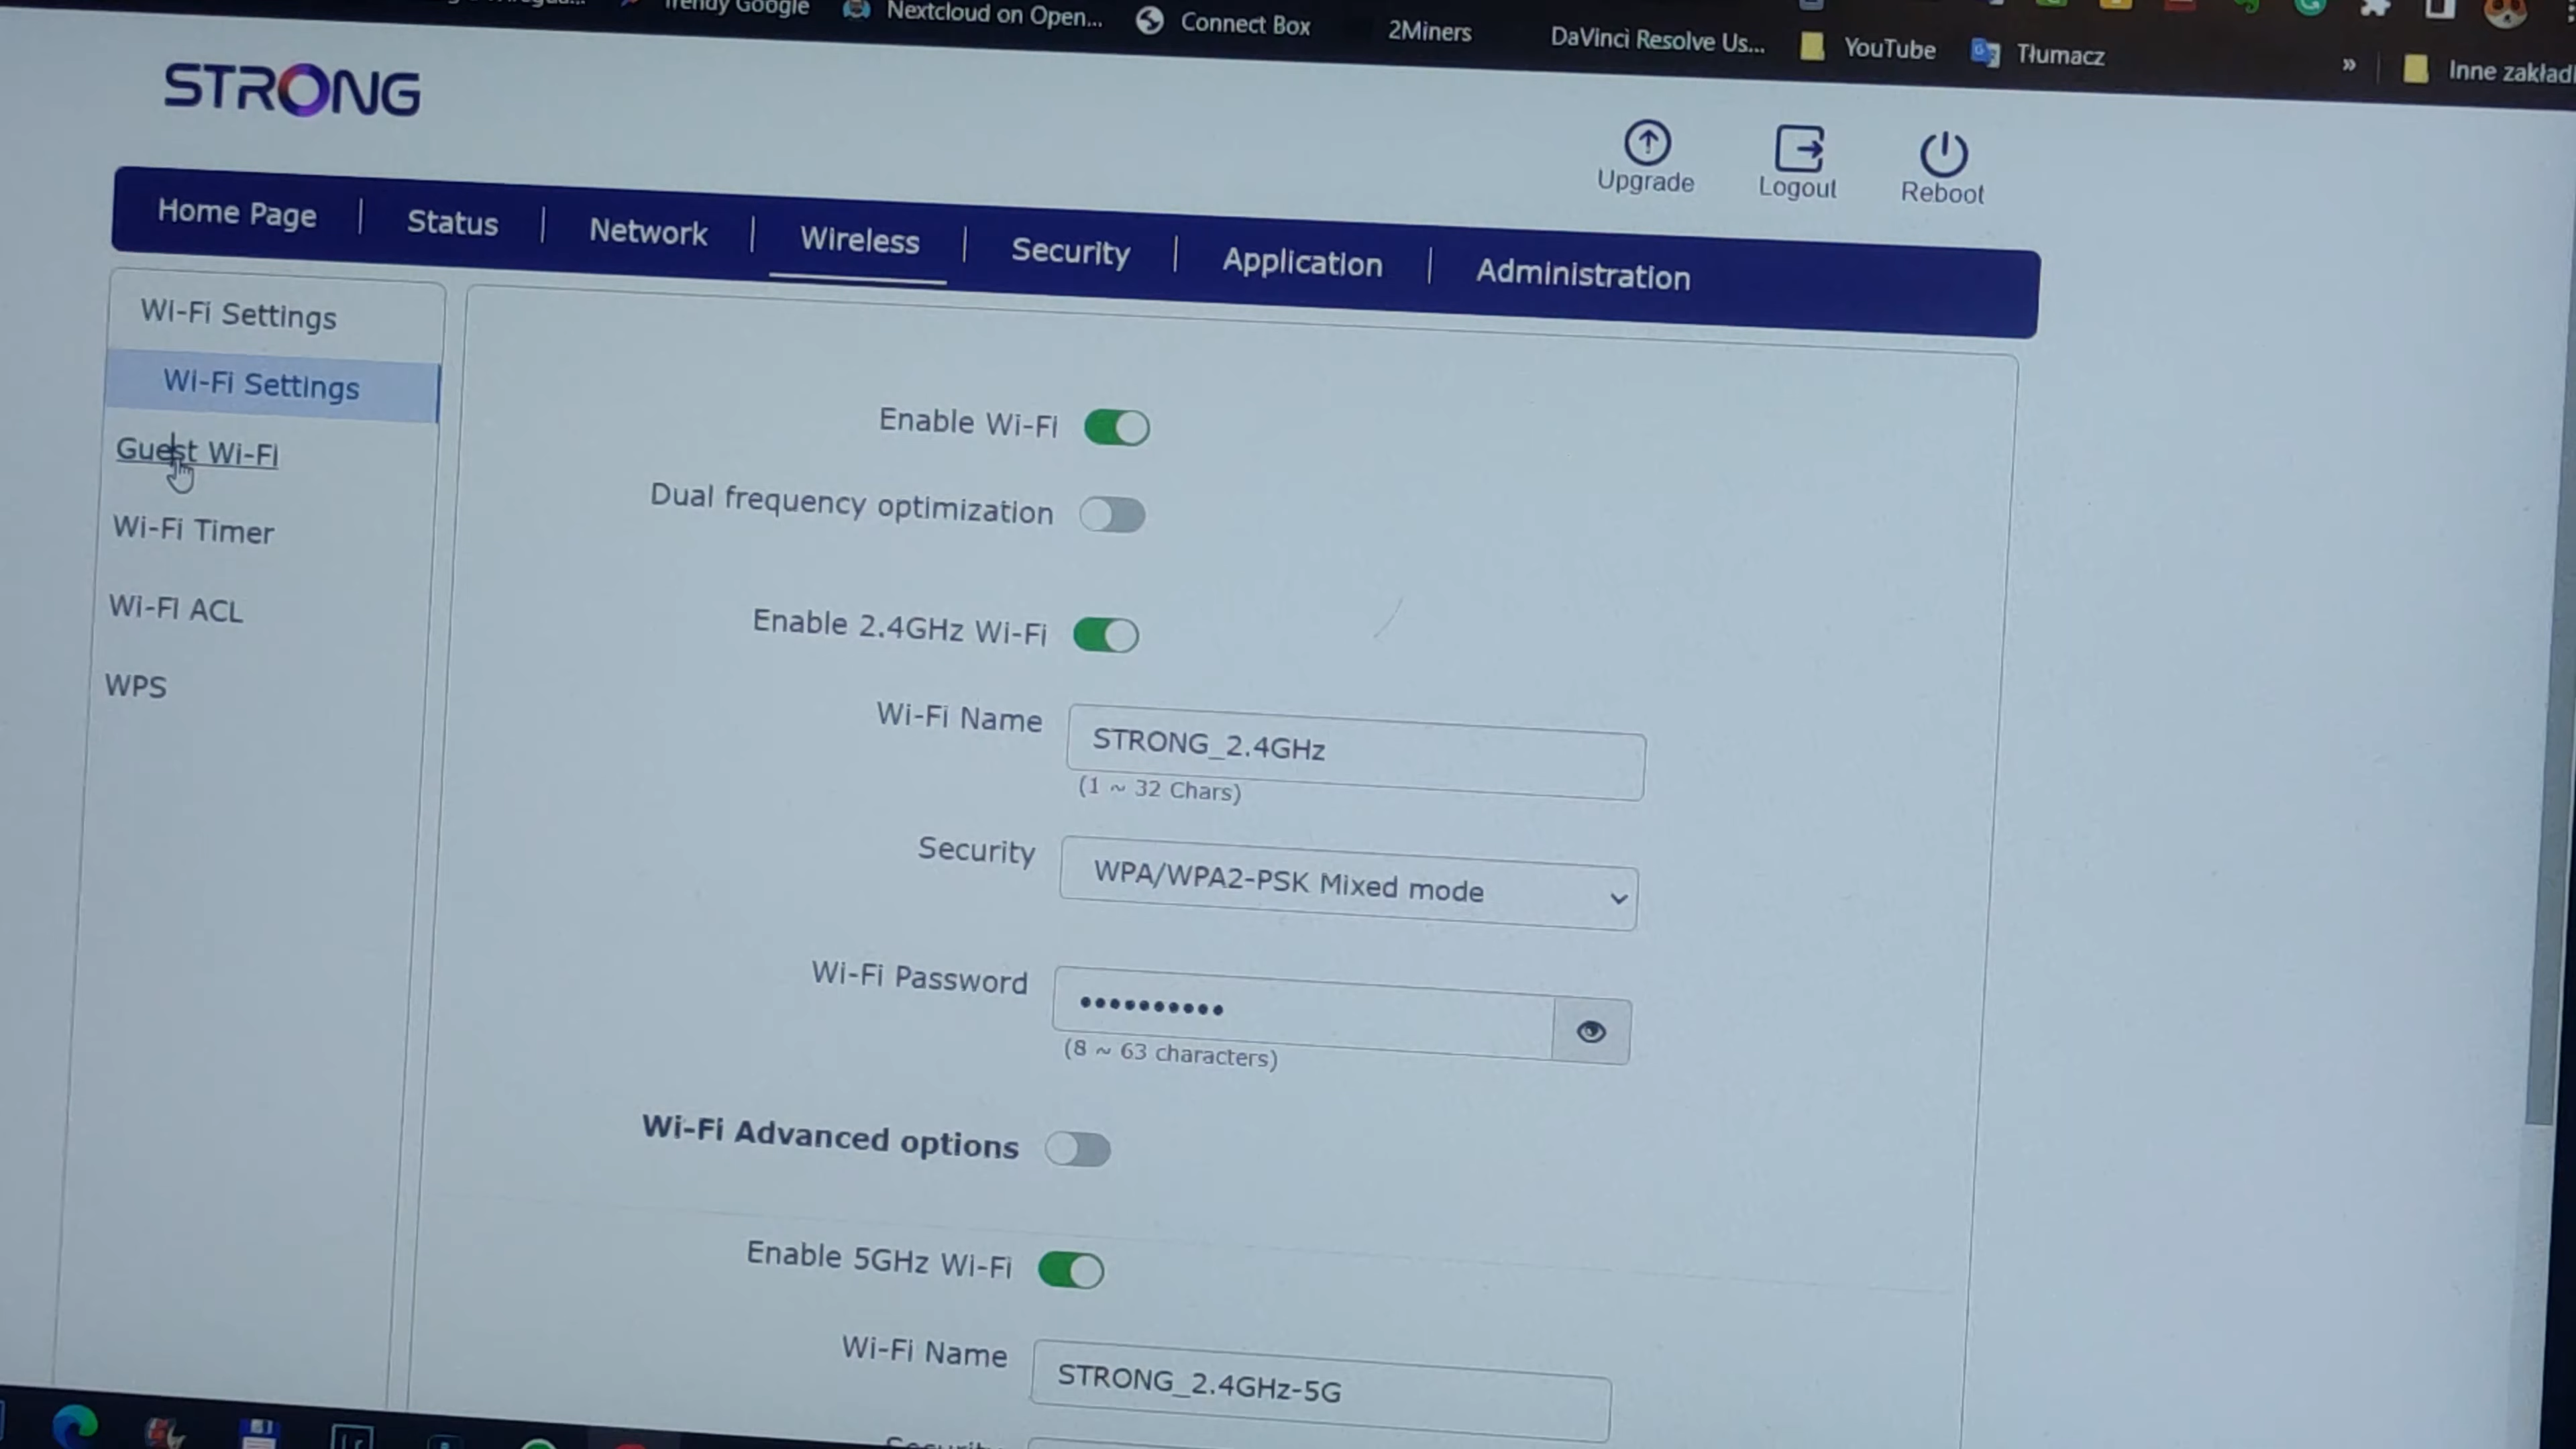 Trendy Google
Nextcloud on Open...
Connect Box
2Miners
DaVinci Resolve Us...
YouTube
Tłumacz
»
Inne zakład
STRONG
Upgrade
Logout
Reboot
Home Page
Status
Network
Wireless
Security
Application
Administration
Wi-Fi Settings
Wi-Fi Settings
Guest Wi-Fi
Wi-Fi Timer
Wi-Fi ACL
WPS
Enable Wi-Fi
Dual frequency optimization
Enable 2.4GHz Wi-Fi
Wi-Fi Name
STRONG_2.4GHz
(1 ~ 32 Chars)
Security
WPA/WPA2-PSK Mixed mode
Wi-Fi Password
••••••••••
(8 ~ 63 characters)
Wi-Fi Advanced options
Enable 5GHz Wi-Fi
Wi-Fi Name
STRONG_2.4GHz-5G